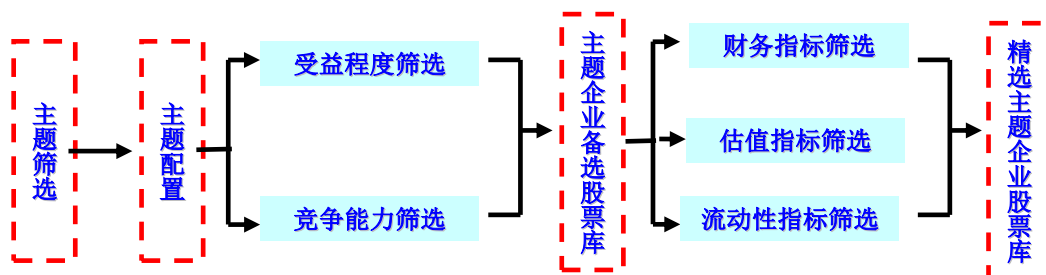 主题筛选
主题配置
受益程度筛选
竞争能力筛选
主题企业备选股票库
财务指标筛选
估值指标筛选
流动性指标筛选
精选主题企业股票库